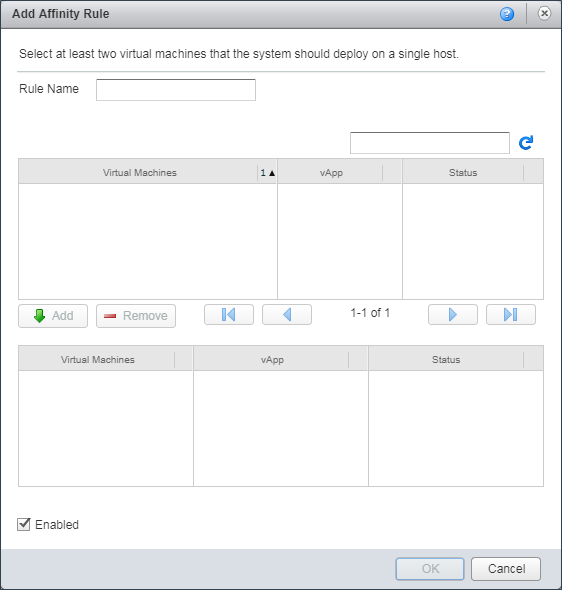 Add Affinity Rule
Select at least two virtual machines that the system should deploy on a single host.
Rule Name
Virtual Machines 1▲ vApp Status
Add Remove 1-1 of 1
Virtual Machines vApp Status
Enabled
OK Cancel